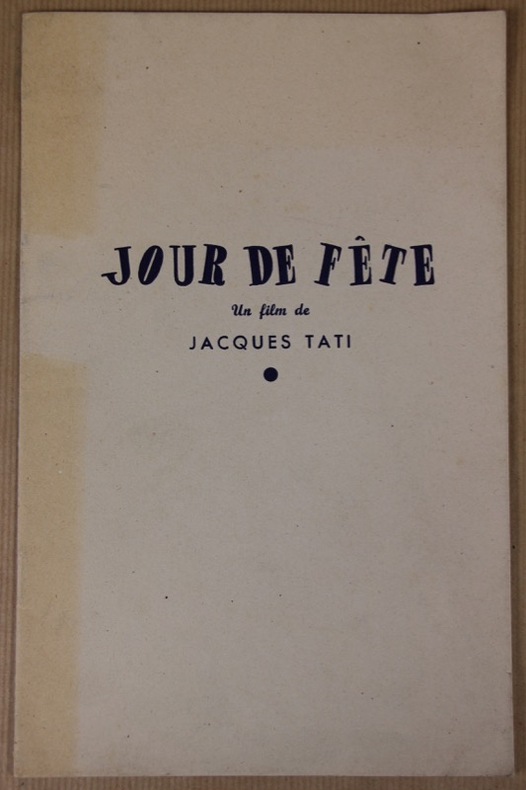 JOUR DE FÊTE
Un film de
JACQUES TATI